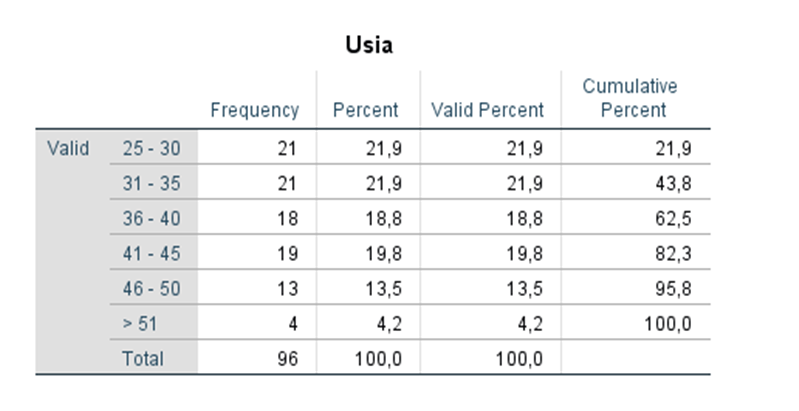 Usia
Frequency Percent Valid Percent Cumulative Percent
Valid 25 - 30 21 21,9 21,9 21,9
31 - 35 21 21,9 21,9 43,8
36 - 40 18 18,8 18,8 62,5
41 - 45 19 19,8 19,8 82,3
46 - 50 13 13,5 13,5 95,8
> 51 4 4,2 4,2 100,0
Total 96 100,0 100,0